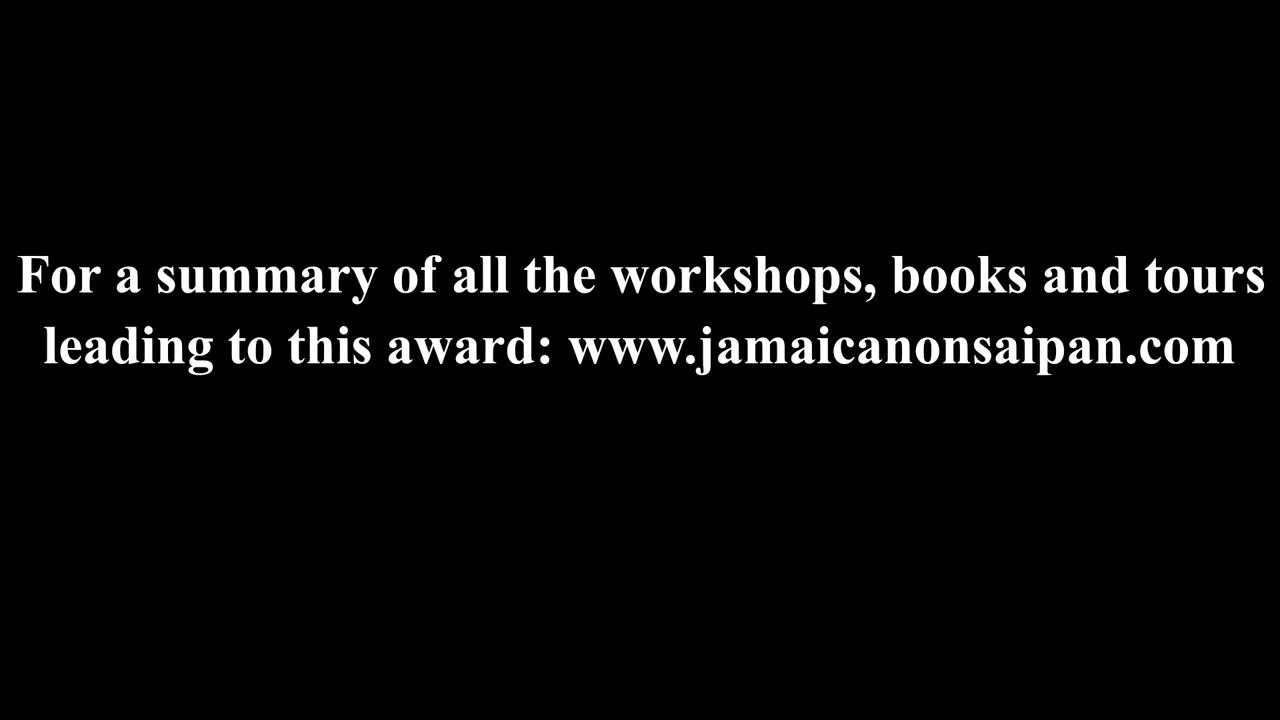 For a summary of all the workshops, books and tours
leading to this award: www.jamaicanonsaipan.com